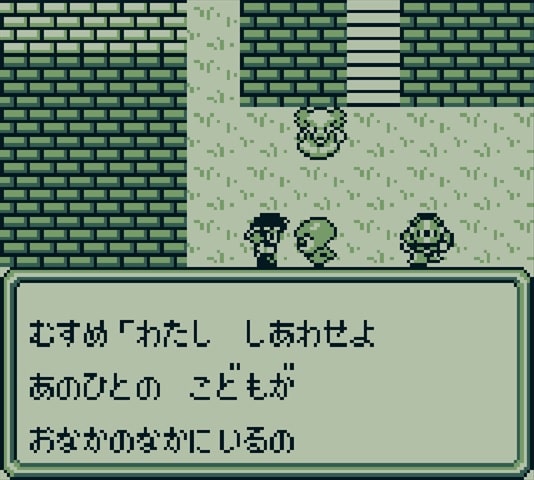 むすめ「わたし　しあわせよ
あのひとの　こどもが
おなかのなかにいるの